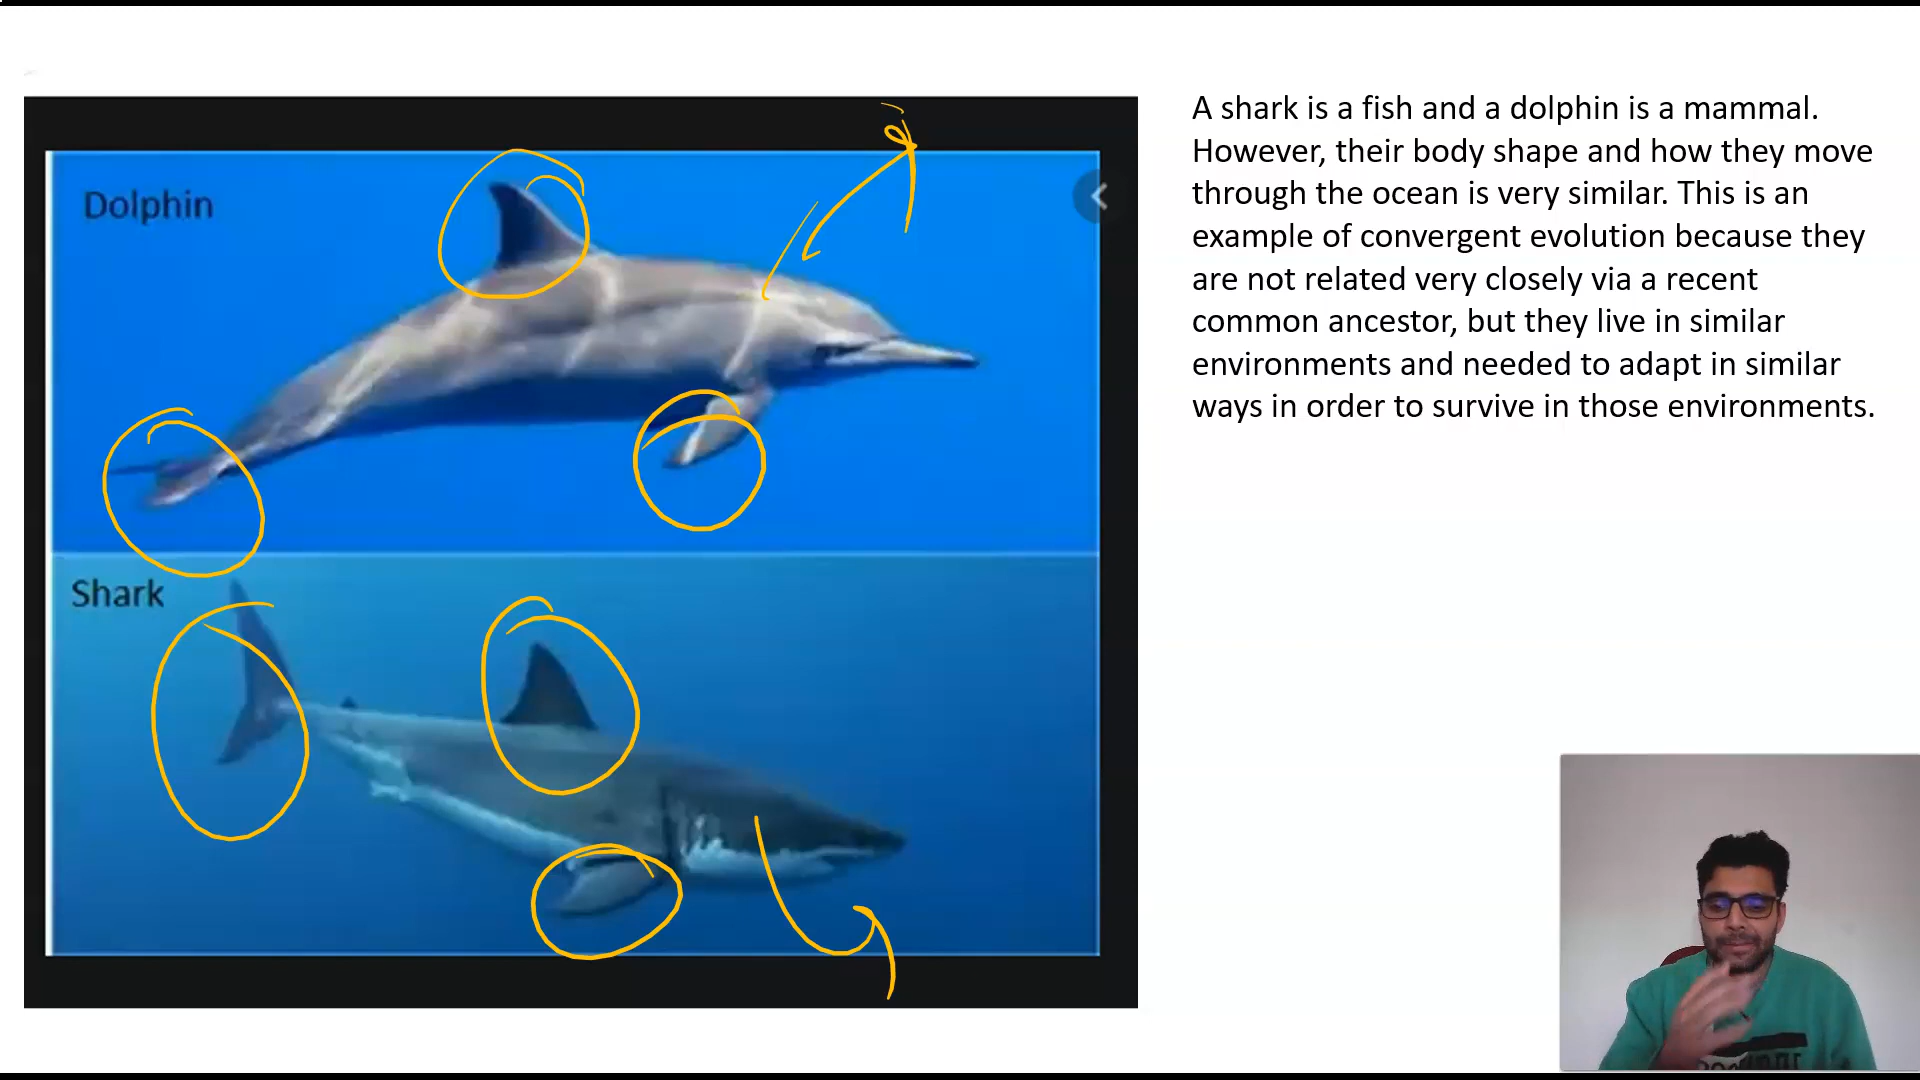 Dolphin
Shark
A shark is a fish and a dolphin is a mammal.
However, their body shape and how they move
through the ocean is very similar. This is an
example of convergent evolution because they
are not related very closely via a recent
common ancestor, but they live in similar
environments and needed to adapt in similar
ways in order to survive in those environments.